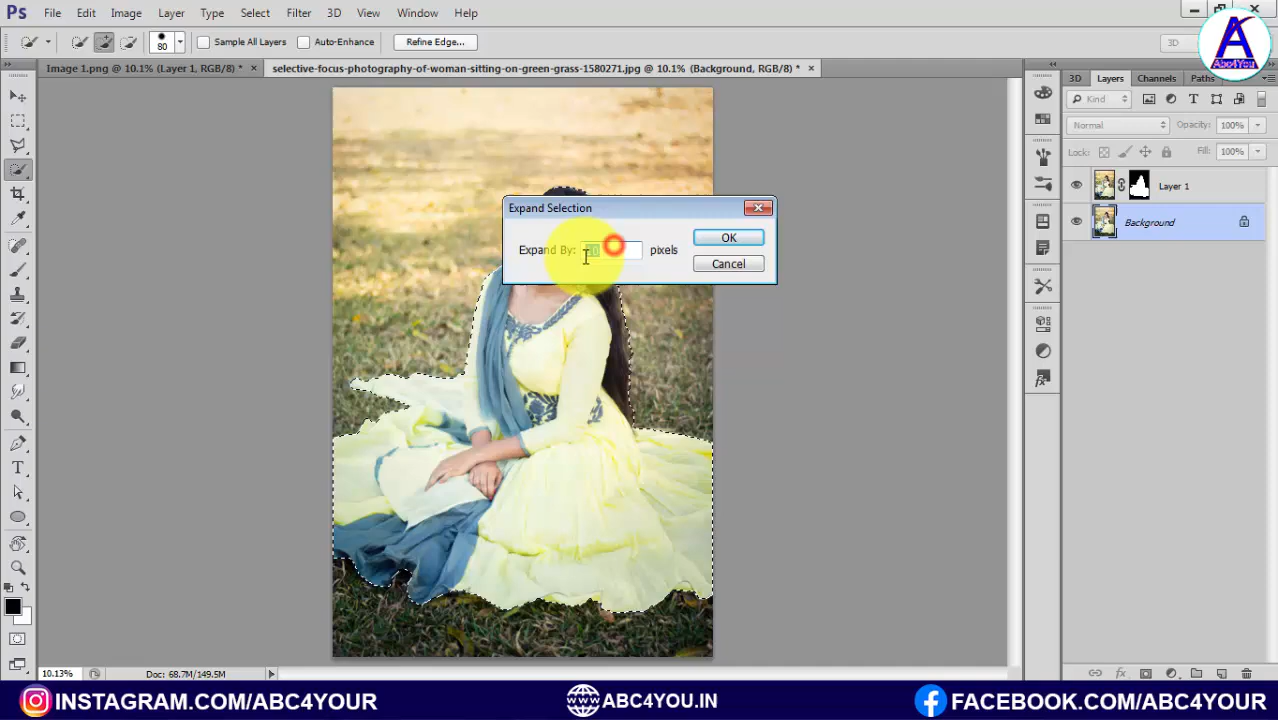 Ps File Edit Image Layer Type Select Filter 3D View Window Help
80 Sample All Layers Auto-Enhance Refine Edge... 3D
A
Abc4You
Image 1.png @ 10.1% (Layer 1, RGB/8) * × selective-focus-photography-of-woman-sitting-on-green-grass-1580271.jpg @ 10.1% (Background, RGB/8) * ×
3D Layers Channels Paths
Kind
Normal Opacity: 100%
Lock: Fill: 100%
Layer 1
Background
Expand Selection
Expand By: pixels
OK
Cancel
10.13% Doc: 68.7M/149.5M
INSTAGRAM.COM/ABC4YOUR ABC4YOU.IN FACEBOOK.COM/ABC4YOUR